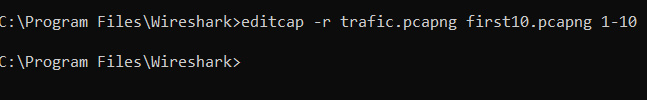 C:\Program Files\Wireshark>editcap -r trafic.pcapng first10.pcapng 1-10
C:\Program Files\Wireshark>